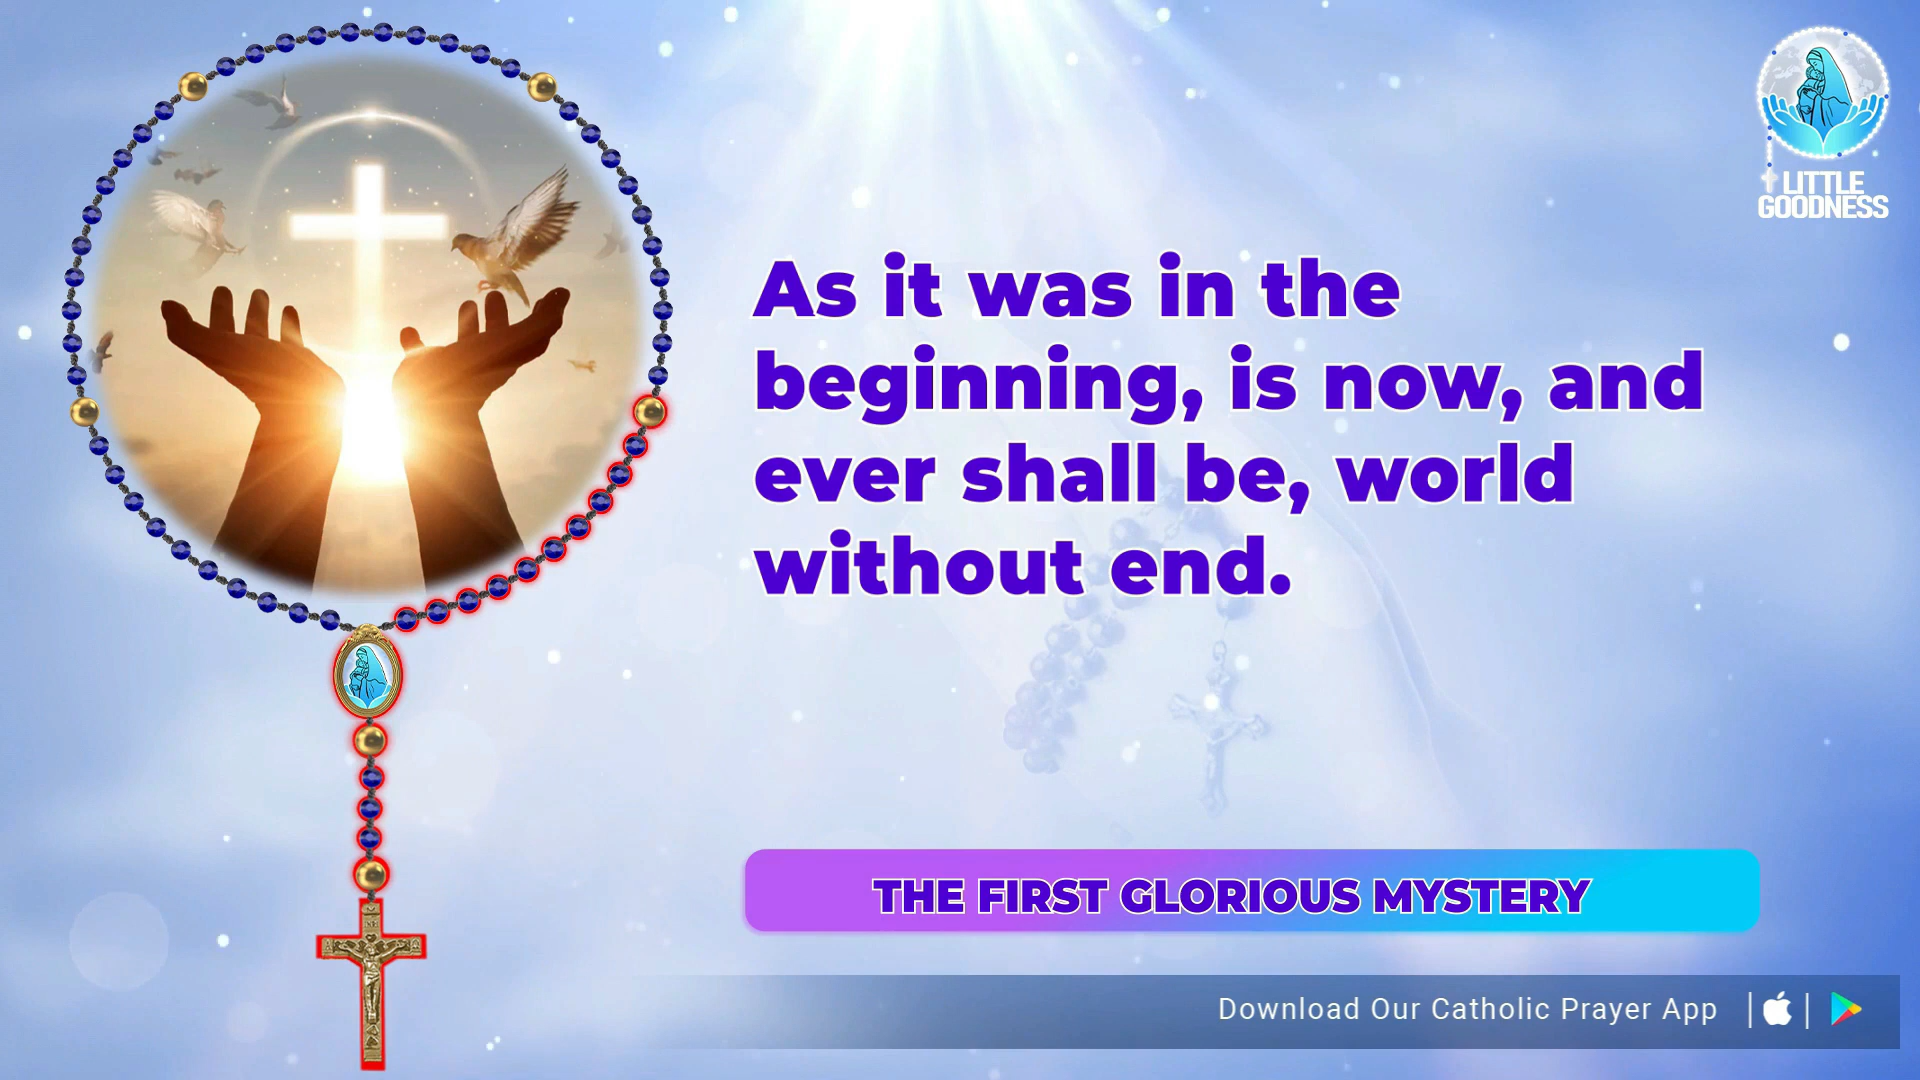 LITTLE
GOODNESS
As it was in the
beginning, is now, and
ever shall be, world
without end.
THE FIRST GLORIOUS MYSTERY
Download Our Catholic Prayer App